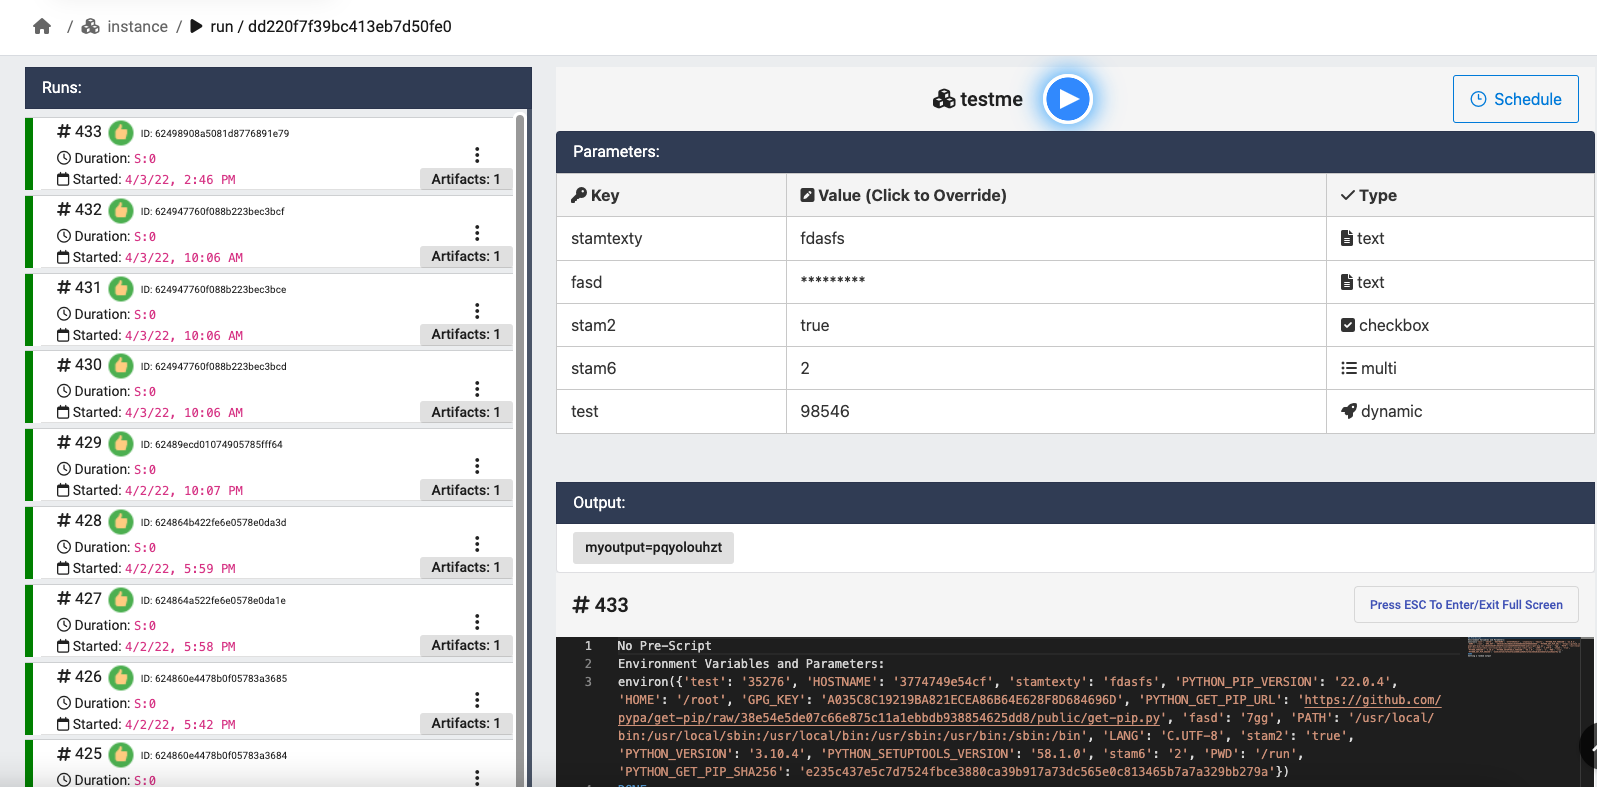 / instance / run / dd220f7f39bc413eb7d50fe0
Runs:
# 433 ID: 62498908a5081d8776891e79
Duration: S:0
Started: 4/3/22, 2:46 PM
Artifacts: 1
# 432 ID: 624947760f088b223bec3bcf
Duration: S:0
Started: 4/3/22, 10:06 AM
Artifacts: 1
# 431 ID: 624947760f088b223bec3bce
Duration: S:0
Started: 4/3/22, 10:06 AM
Artifacts: 1
# 430 ID: 624947760f088b223bec3bcd
Duration: S:0
Started: 4/3/22, 10:06 AM
Artifacts: 1
# 429 ID: 62489ecd01074905785fff64
Duration: S:0
Started: 4/2/22, 10:07 PM
Artifacts: 1
# 428 ID: 624864b422fe6e0578e0da3d
Duration: S:0
Started: 4/2/22, 5:59 PM
Artifacts: 1
# 427 ID: 624864a522fe6e0578e0da1e
Duration: S:0
Started: 4/2/22, 5:58 PM
Artifacts: 1
# 426 ID: 624860e4478b0f05783a3685
Duration: S:0
Started: 4/2/22, 5:42 PM
Artifacts: 1
# 425 ID: 624860e4478b0f05783a3684
Duration: S:0
testme
Schedule
Parameters:
Key Value (Click to Override) Type
stamtexty fdasfs text
fasd ********* text
stam2 true checkbox
stam6 2 multi
test 98546 dynamic
Output:
myoutput=pqyolouhzt
# 433
Press ESC To Enter/Exit Full Screen
1 No Pre-Script
2 Environment Variables and Parameters:
3 environ({'test': '35276', 'HOSTNAME': '3774749e54cf', 'stamtexty': 'fdasfs', 'PYTHON_PIP_VERSION': '22.0.4',
'HOME': '/root', 'GPG_KEY': 'A035C8C19219BA821ECEA86B64E628F8D684696D', 'PYTHON_GET_PIP_URL': 'https://github.com/
pypa/get-pip/raw/38e54e5de07c66e875c11a1ebbdb938854625dd8/public/get-pip.py', 'fasd': '7gg', 'PATH': '/usr/local/
bin:/usr/local/sbin:/usr/local/bin:/usr/sbin:/usr/bin:/sbin:/bin', 'LANG': 'C.UTF-8', 'stam2': 'true',
'PYTHON_VERSION': '3.10.4', 'PYTHON_SETUPTOOLS_VERSION': '58.1.0', 'stam6': '2', 'PWD': '/run',
'PYTHON_GET_PIP_SHA256': 'e235c437e5c7d7524fbce3880ca39b917a73dc565e0c813465b7a7a329bb279a'})